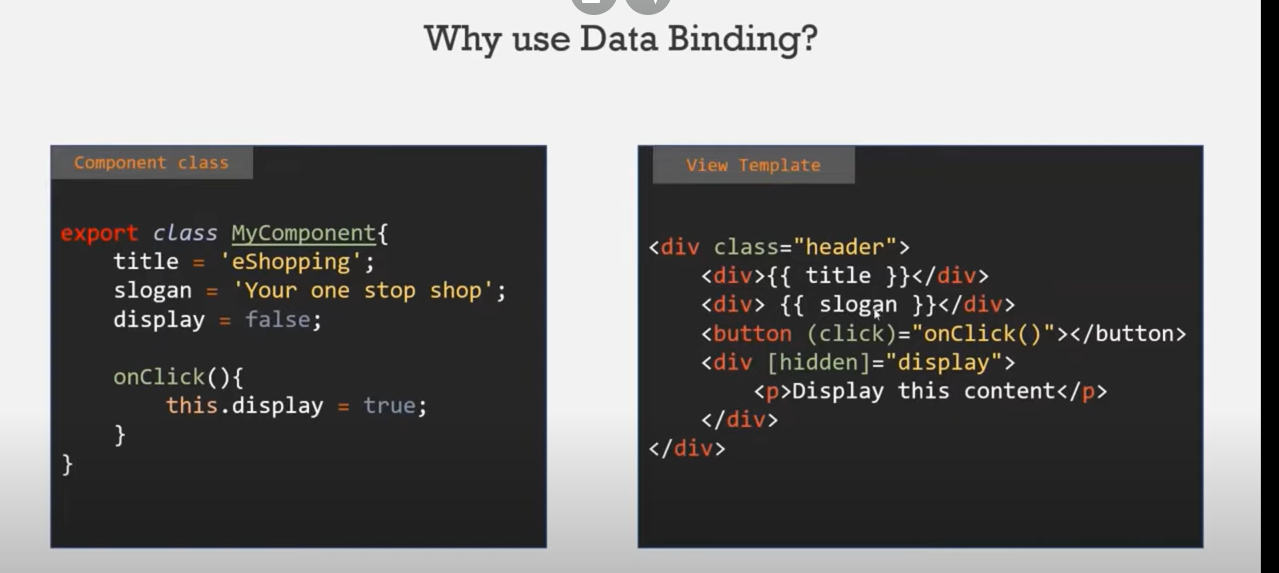 Why use Data Binding?
Component class
export class MyComponent{
    title = 'eShopping';
    slogan = 'Your one stop shop';
    display = false;

    onClick(){
        this.display = true;
    }
}
View Template
<div class="header">
    <div>{{ title }}</div>
    <div> {{ slogan }}</div>
    <button (click)="onClick()"></button>
    <div [hidden]="display">
        <p>Display this content</p>
    </div>
</div>